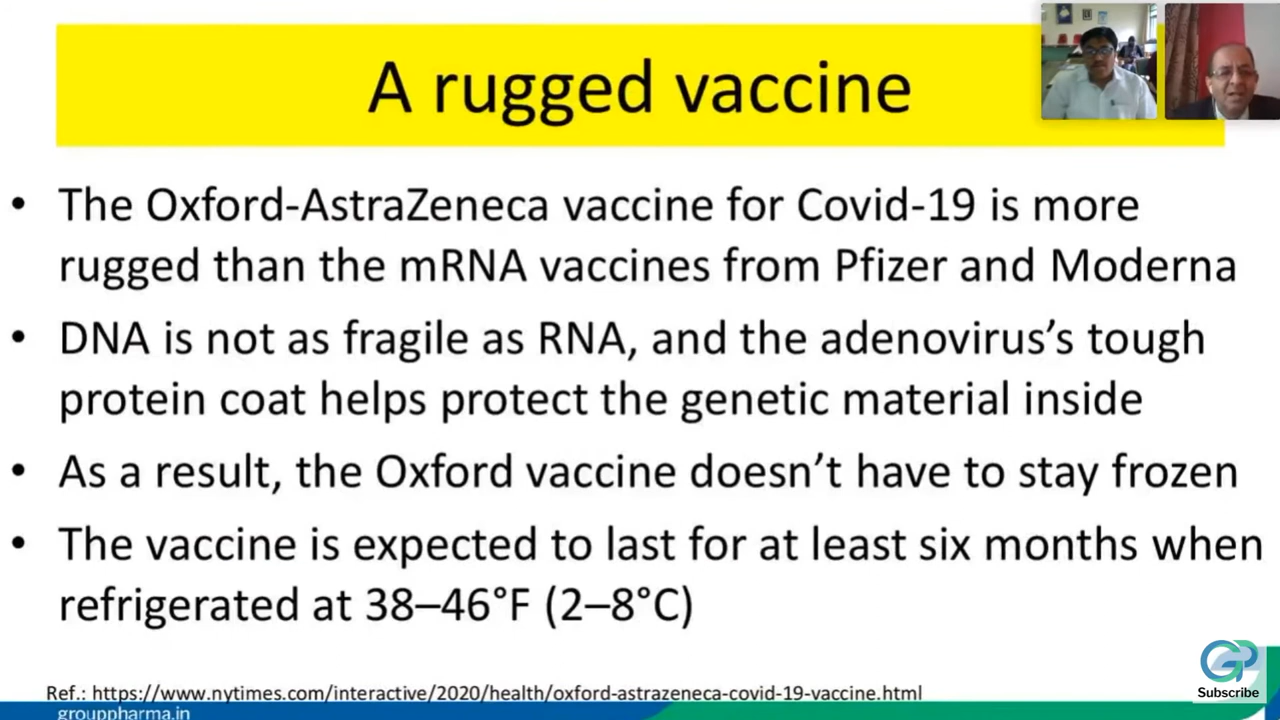 A rugged vaccine
• The Oxford-AstraZeneca vaccine for Covid-19 is more
rugged than the mRNA vaccines from Pfizer and Moderna
• DNA is not as fragile as RNA, and the adenovirus’s tough
protein coat helps protect the genetic material inside
• As a result, the Oxford vaccine doesn’t have to stay frozen
• The vaccine is expected to last for at least six months when
refrigerated at 38–46°F (2–8°C)
GP
Subscribe
Ref.: https://www.nytimes.com/interactive/2020/health/oxford-astrazeneca-covid-19-vaccine.html
grouppharma.in